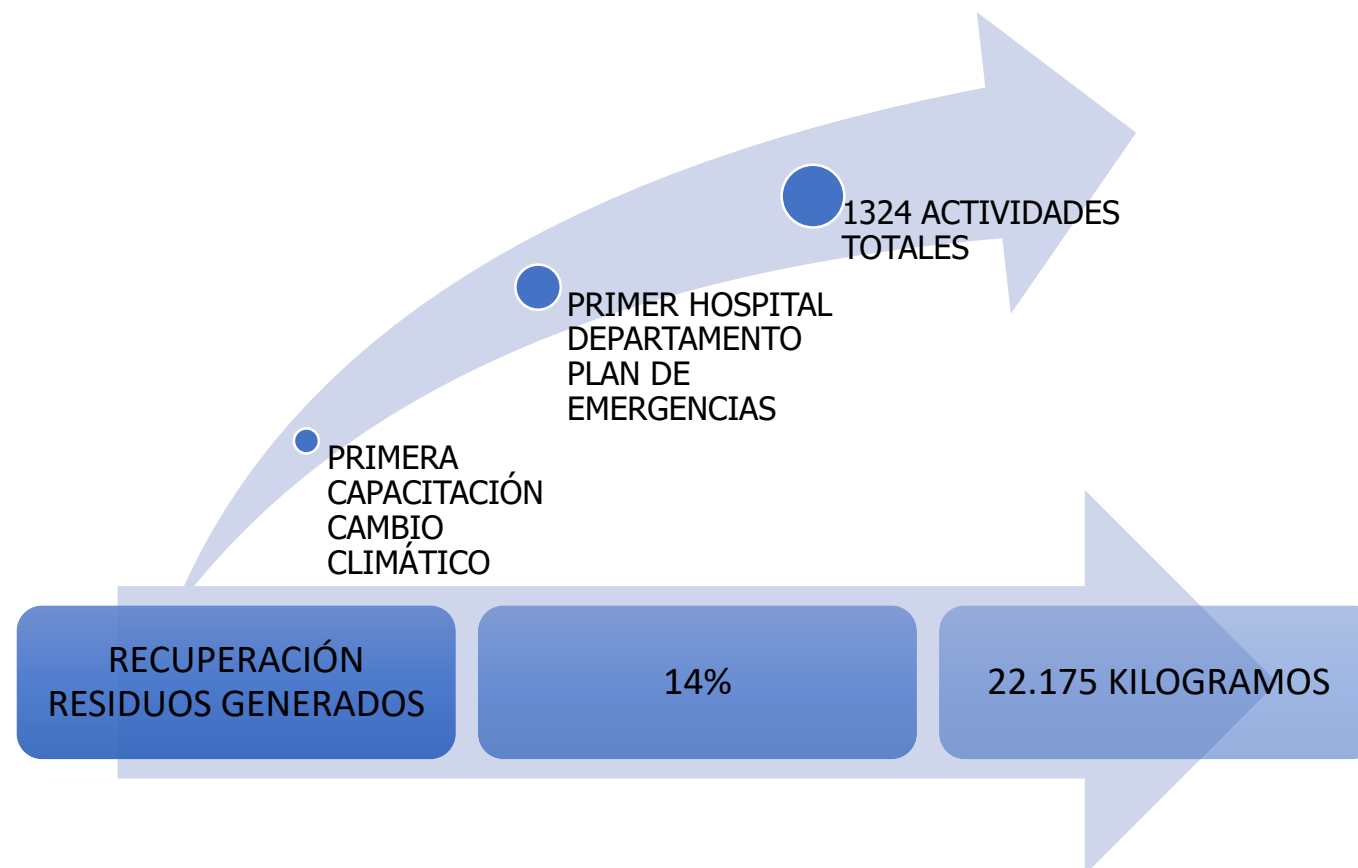 1324 ACTIVIDADES
TOTALES
PRIMER HOSPITAL
DEPARTAMENTO
PLAN DE
EMERGENCIAS
PRIMERA
CAPACITACIÓN
CAMBIO
CLIMÁTICO
RECUPERACIÓN
RESIDUOS GENERADOS
14%
22.175 KILOGRAMOS